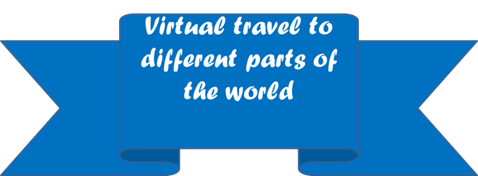 Virtual travel to
different parts of
the world